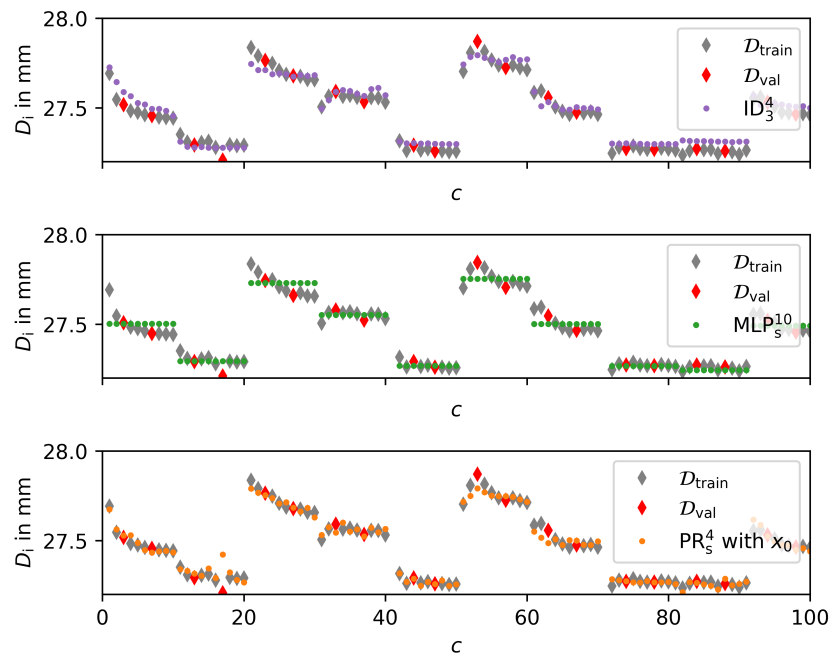 28.0
27.5
D_i in mm
𝒟_train
𝒟_val
ID_3^4
c
28.0
27.5
D_i in mm
𝒟_train
𝒟_val
MLP_s^10
c
28.0
27.5
D_i in mm
𝒟_train
𝒟_val
PR_s^4 with x_0
0 20 40 60 80 100
c